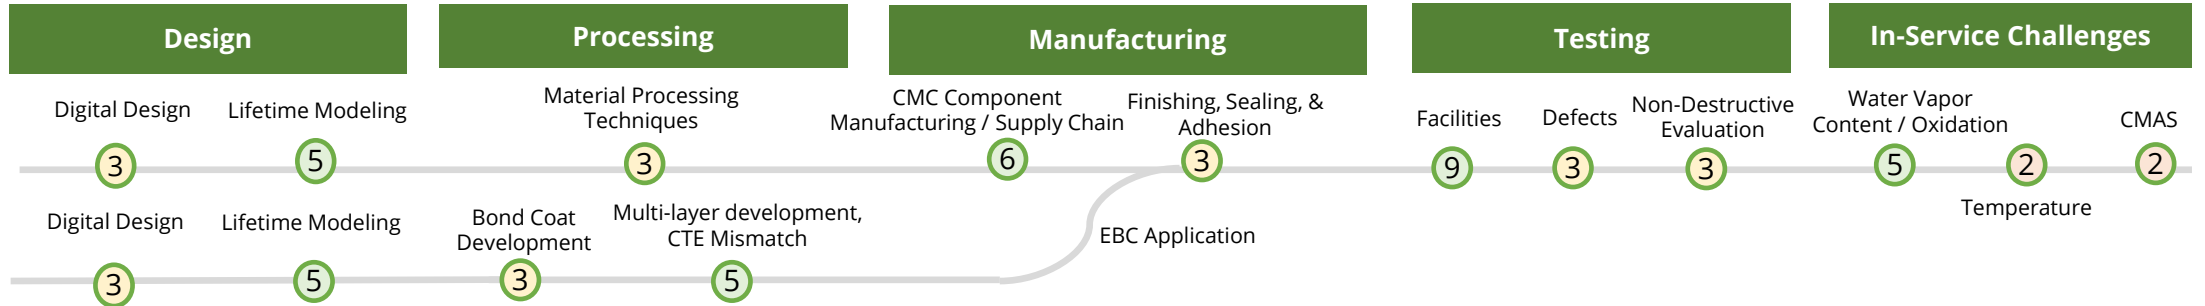 Design
Processing
Manufacturing
Testing
In-Service Challenges
Digital Design
Lifetime Modeling
Material Processing
Techniques
CMC Component
Manufacturing / Supply Chain
Finishing, Sealing, &
Adhesion
Facilities
Defects
Non-Destructive
Evaluation
Water Vapor
Content / Oxidation
CMAS
3
5
3
6
3
9
3
3
5
2
2
Temperature
Digital Design
Lifetime Modeling
Bond Coat
Development
Multi-layer development,
CTE Mismatch
EBC Application
3
5
3
5